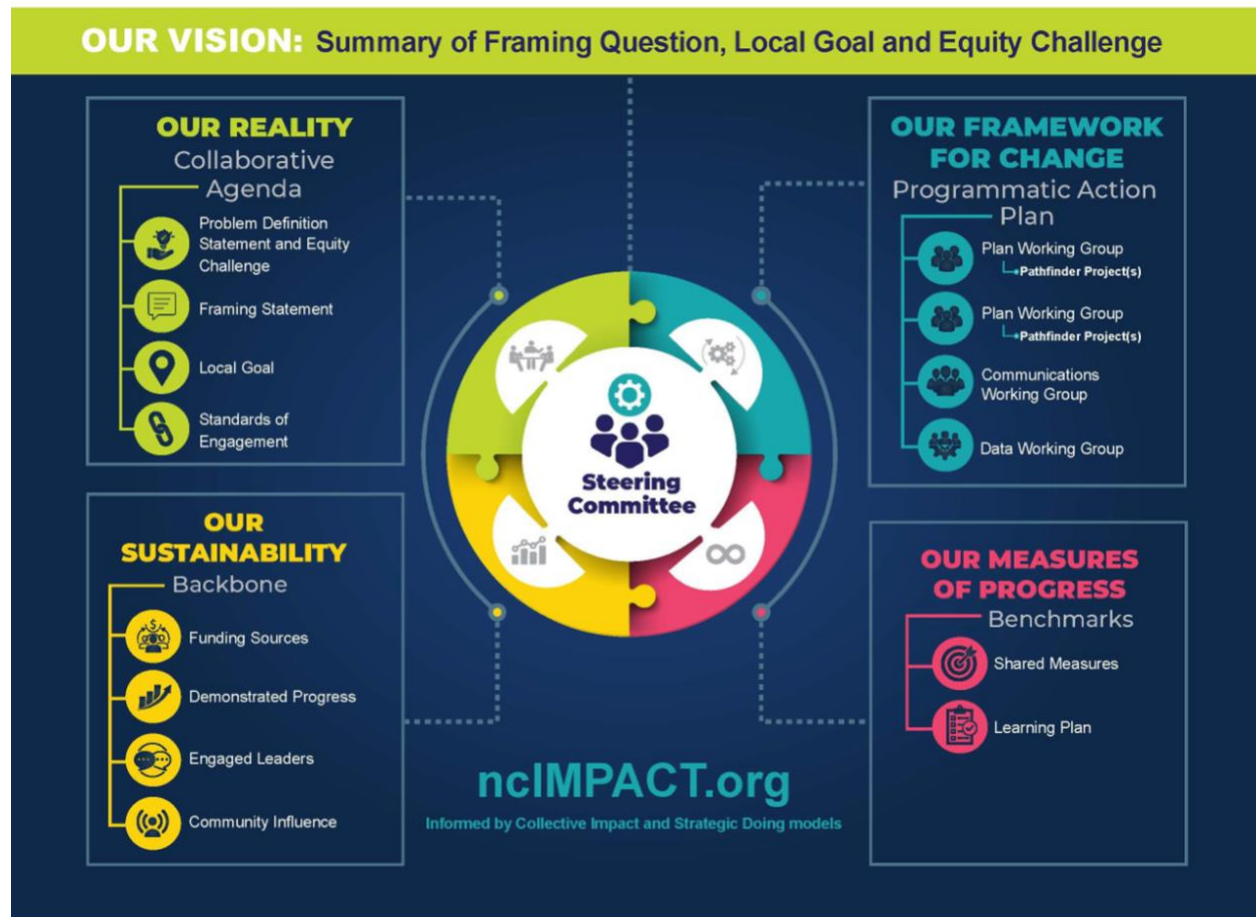 OUR VISION: Summary of Framing Question, Local Goal and Equity Challenge
OUR REALITY
Collaborative
Agenda
Problem Definition
Statement and Equity
Challenge
Framing Statement
Local Goal
Standards of
Engagement
OUR FRAMEWORK
FOR CHANGE
Programmatic Action
Plan
Plan Working Group
Pathfinder Project(s)
Plan Working Group
Pathfinder Project(s)
Communications
Working Group
Data Working Group
Steering
Committee
OUR
SUSTAINABILITY
Backbone
Funding Sources
Demonstrated Progress
Engaged Leaders
Community Influence
OUR MEASURES
OF PROGRESS
Benchmarks
Shared Measures
Learning Plan
ncIMPACT.org
Informed by Collective Impact and Strategic Doing models